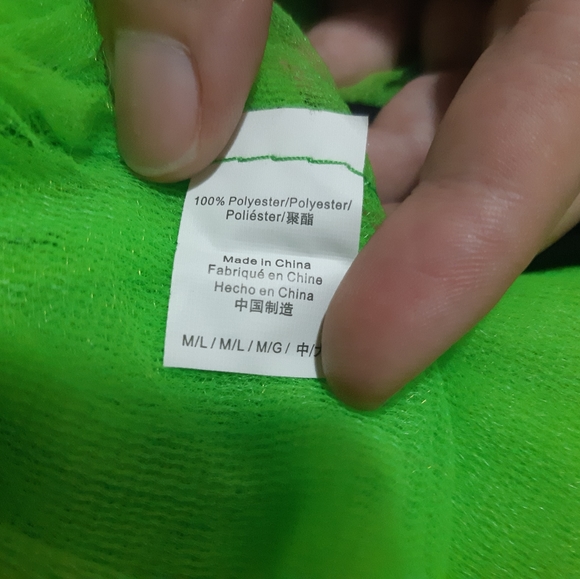 100% Polyester/Polyester/
Poliéster/聚酯
Made in China
Fabriqué en Chine
Hecho en China
中国制造
M/L / M/L / M/G / 中/